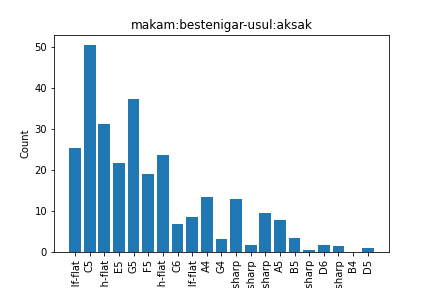 makam:bestenigar-usul:aksak
50
40
30
20
10
0
Count
lf-flat
C5
h-flat
E5
G5
F5
h-flat
C6
lf-flat
A4
G4
sharp
sharp
sharp
A5
B5
sharp
D6
sharp
B4
D5